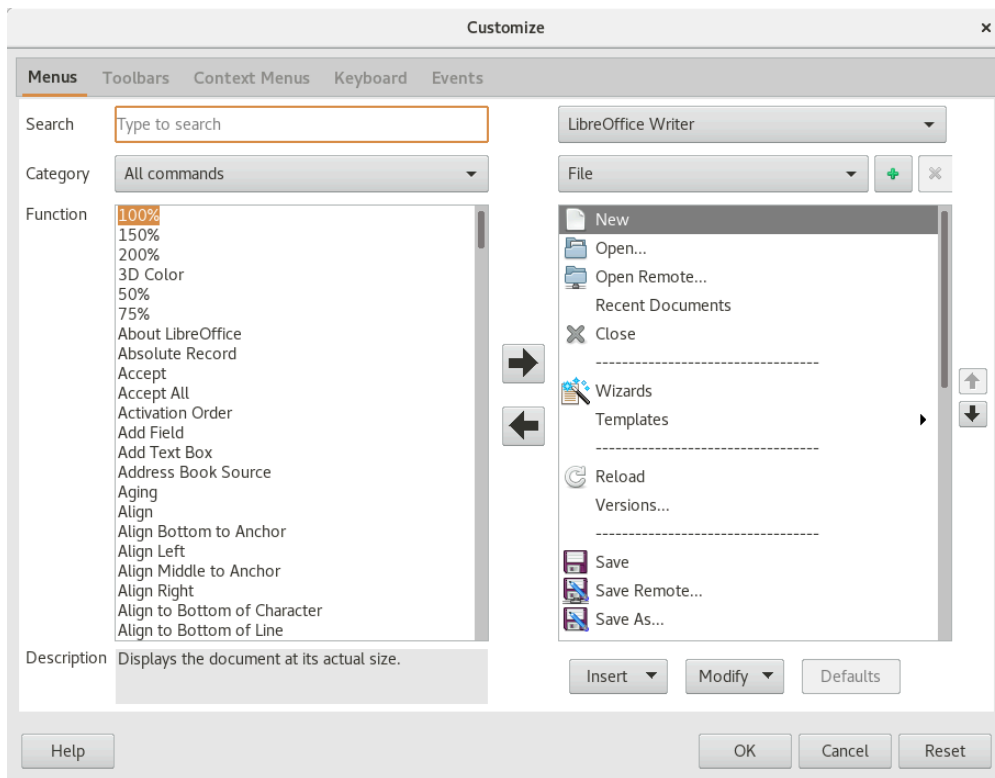 Customize
Menus Toolbars Context Menus Keyboard Events
Search Type to search LibreOffice Writer
Category All commands File
Function
100%
150%
200%
3D Color
50%
75%
About LibreOffice
Absolute Record
Accept
Accept All
Activation Order
Add Field
Add Text Box
Address Book Source
Aging
Align
Align Bottom to Anchor
Align Left
Align Middle to Anchor
Align Right
Align to Bottom of Character
Align to Bottom of Line
New
Open...
Open Remote...
Recent Documents
Close
----------------------------------
Wizards
Templates
----------------------------------
Reload
Versions...
----------------------------------
Save
Save Remote...
Save As...
Description Displays the document at its actual size.
Insert Modify Defaults
Help OK Cancel Reset